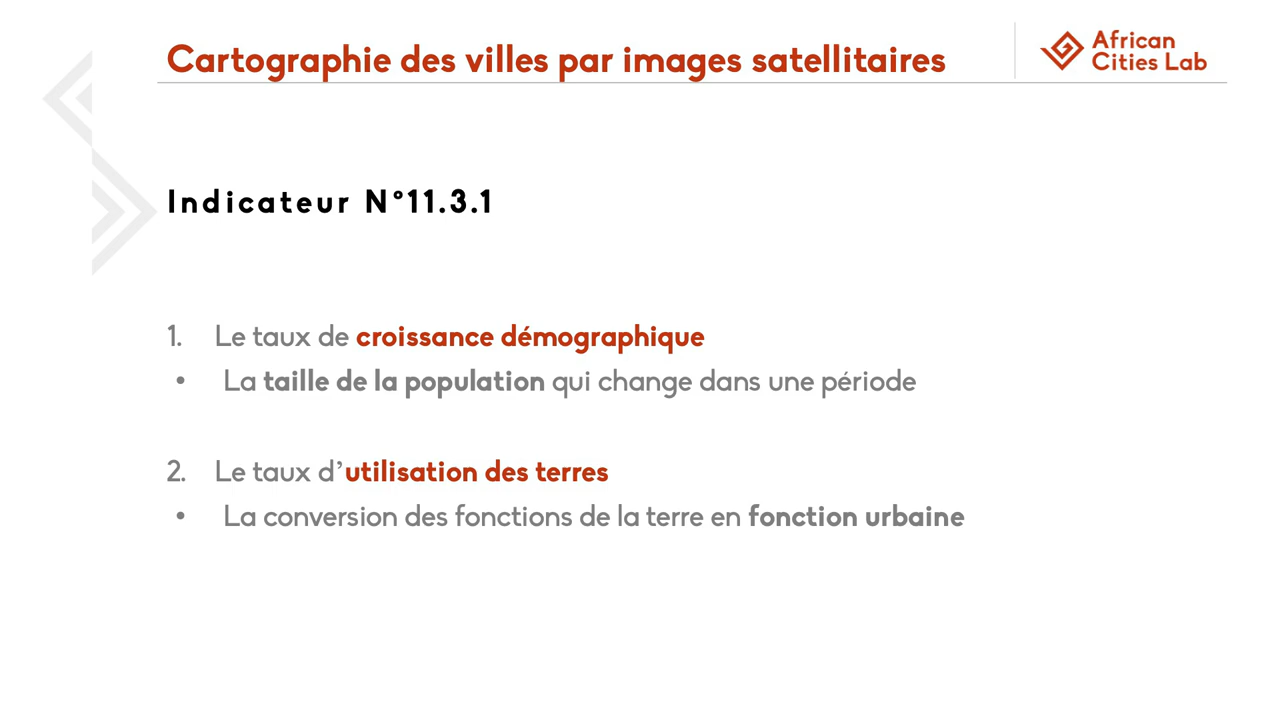 Cartographie des villes par images satellitaires
African
Cities Lab
Indicateur N°11.3.1
1. Le taux de croissance démographique
• La taille de la population qui change dans une période
2. Le taux d’utilisation des terres
• La conversion des fonctions de la terre en fonction urbaine